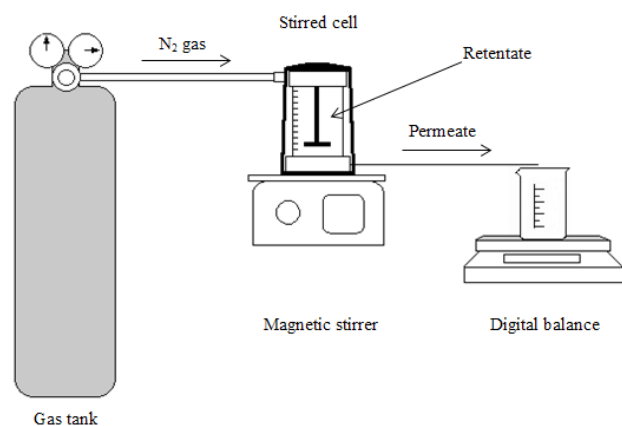 Stirred cell
N₂ gas
Retentate
Permeate
Magnetic stirrer
Digital balance
Gas tank